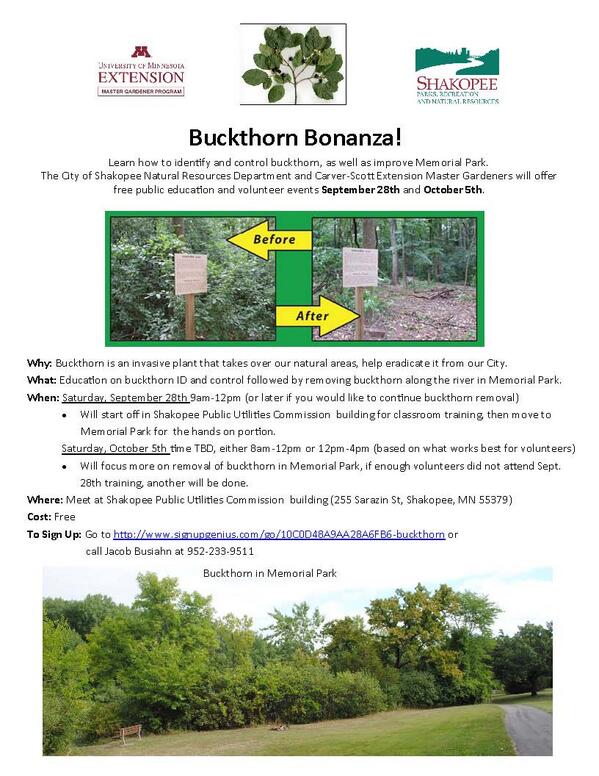 UNIVERSITY OF MINNESOTA
EXTENSION
MASTER GARDENER PROGRAM
SHAKOPEE
PARKS, RECREATION
AND NATURAL RESOURCES
Buckthorn Bonanza!
Learn how to identify and control buckthorn, as well as improve Memorial Park.
The City of Shakopee Natural Resources Department and Carver-Scott Extension Master Gardeners will offer
free public education and volunteer events September 28th and October 5th.
Before
After
Why: Buckthorn is an invasive plant that takes over our natural areas, help eradicate it from our City.
What: Education on buckthorn ID and control followed by removing buckthorn along the river in Memorial Park.
When: Saturday, September 28th 9am-12pm (or later if you would like to continue buckthorn removal)
• Will start off in Shakopee Public Utilities Commission building for classroom training, then move to
Memorial Park for the hands on portion.
Saturday, October 5th time TBD, either 8am-12pm or 12pm-4pm (based on what works best for volunteers)
• Will focus more on removal of buckthorn in Memorial Park, if enough volunteers did not attend Sept.
28th training, another will be done.
Where: Meet at Shakopee Public Utilities Commission building (255 Sarazin St, Shakopee, MN 55379)
Cost: Free
To Sign Up: Go to http://www.signupgenius.com/go/10C0D48A9AA28A6FB6-buckthorn or
call Jacob Busiahn at 952-233-9511
Buckthorn in Memorial Park